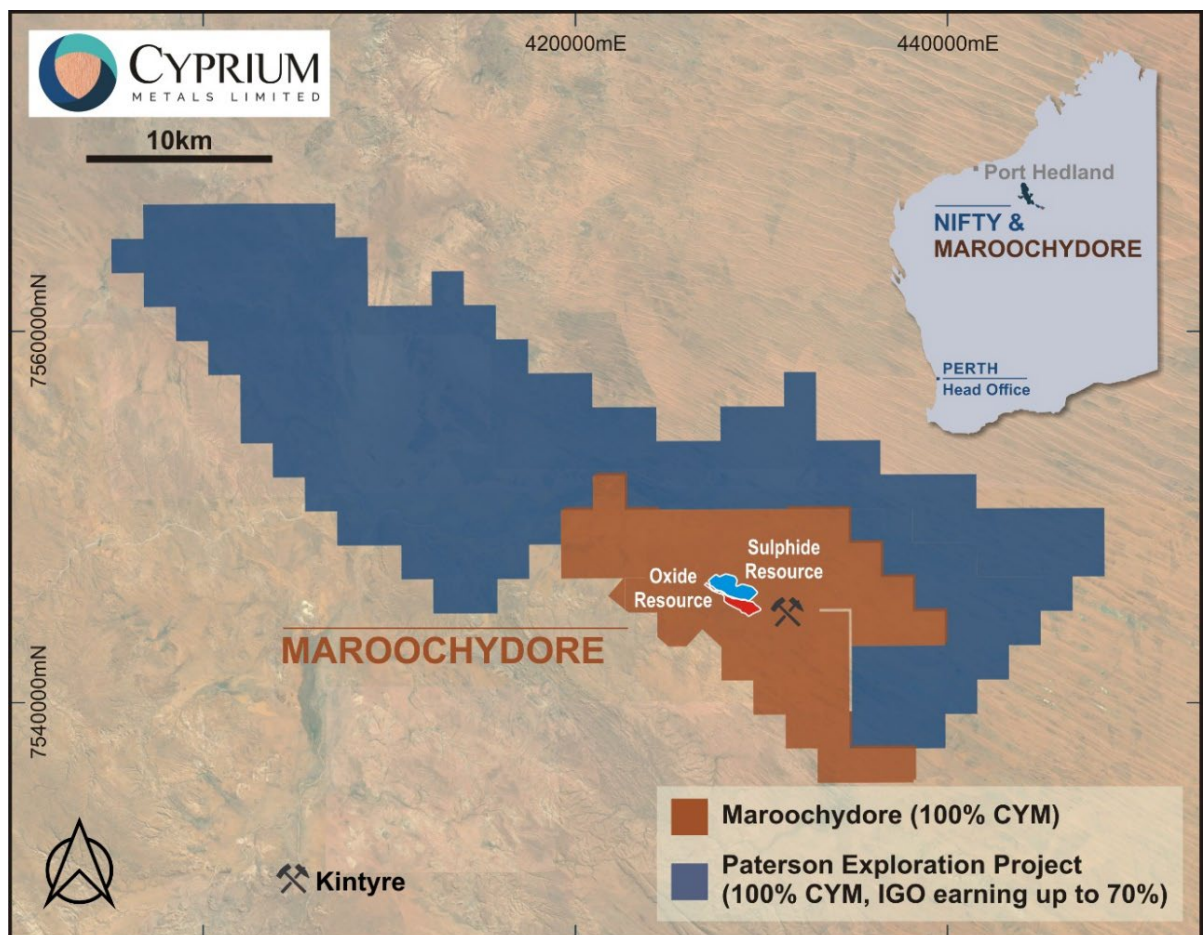 CYPRIUM
METALS LIMITED
10km
420000mE
440000mE
7560000mN
7540000mN
Port Hedland
NIFTY &
MAROOCHYDORE
PERTH
Head Office
Sulphide
Resource
Oxide
Resource
MAROOCHYDORE
Kintyre
Maroochydore (100% CYM)
Paterson Exploration Project
(100% CYM, IGO earning up to 70%)